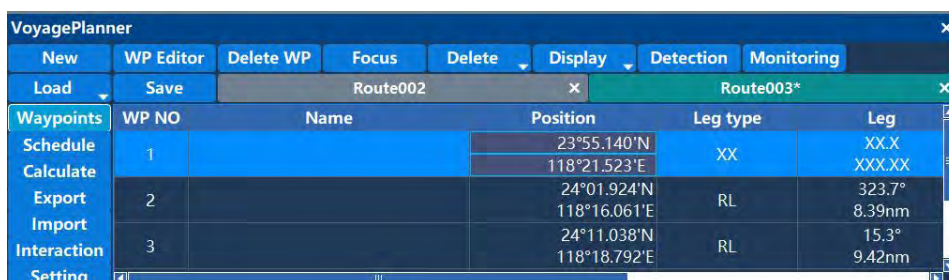 VoyagePlanner ×
New WP Editor Delete WP Focus Delete Display Detection Monitoring
Load Save Route002 × Route003* ×
Waypoints WP NO Name Position Leg type Leg
Schedule
Calculate
Export
Import
Interaction
Setting
1 23°55.140'N 118°21.523'E XX XX.X XXX.XX
2 24°01.924'N 118°16.061'E RL 323.7° 8.39nm
3 24°11.038'N 118°18.792'E RL 15.3° 9.42nm